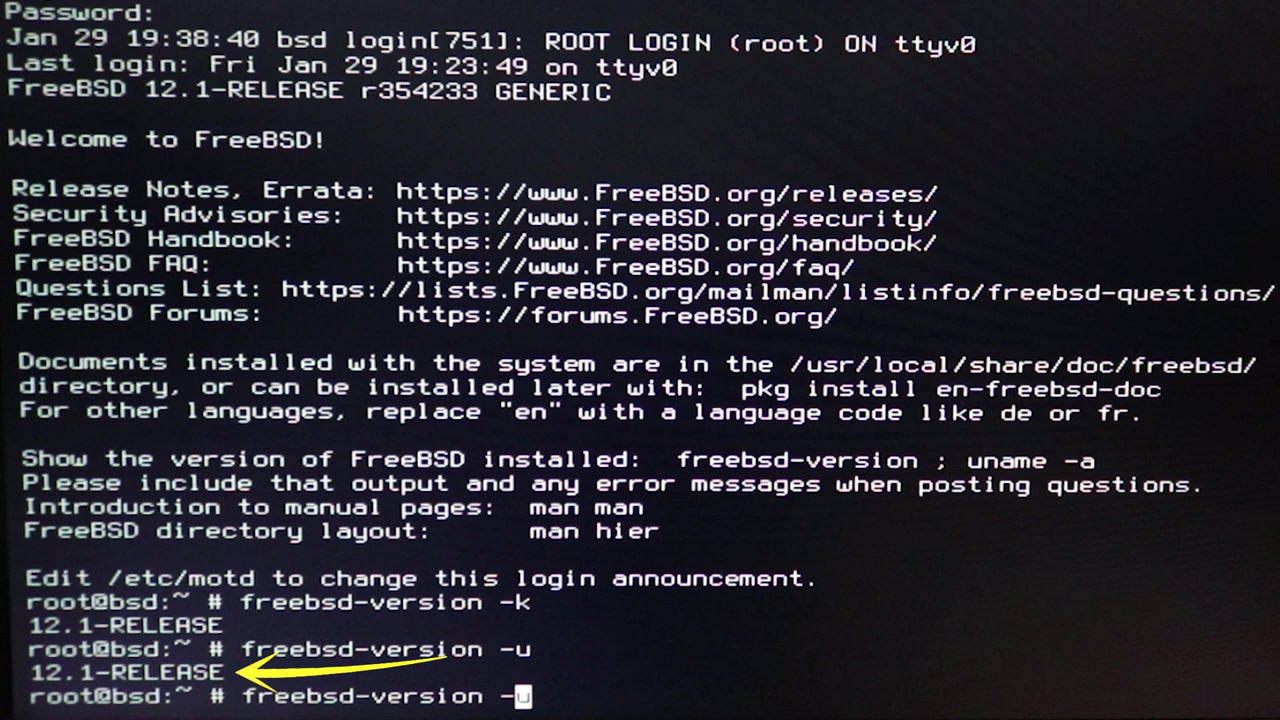 Password:
Jan 29 19:38:40 bsd login[751]: ROOT LOGIN (root) ON ttyv0
Last login: Fri Jan 29 19:23:49 on ttyv0
FreeBSD 12.1-RELEASE r354233 GENERIC
Welcome to FreeBSD!
Release Notes, Errata: https://www.FreeBSD.org/releases/
Security Advisories: https://www.FreeBSD.org/security/
FreeBSD Handbook: https://www.FreeBSD.org/handbook/
FreeBSD FAQ: https://www.FreeBSD.org/faq/
Questions List: https://lists.FreeBSD.org/mailman/listinfo/freebsd-questions/
FreeBSD Forums: https://forums.FreeBSD.org/
Documents installed with the system are in the /usr/local/share/doc/freebsd/
directory, or can be installed later with: pkg install en-freebsd-doc
For other languages, replace "en" with a language code like de or fr.
Show the version of FreeBSD installed: freebsd-version ; uname -a
Please include that output and any error messages when posting questions.
Introduction to manual pages: man man
FreeBSD directory layout: man hier
Edit /etc/motd to change this login announcement.
root@bsd:~ # freebsd-version -k
12.1-RELEASE
root@bsd:~ # freebsd-version -u
12.1-RELEASE
root@bsd:~ # freebsd-version -u